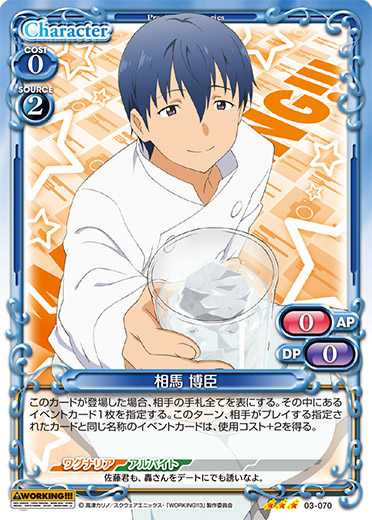 Character
COST
0
SOURCE
2
0 AP
DP 0
相馬 博臣
このカードが登場した場合、相手の手札全てを表にする。その中にある
イベントカード1枚を指定する。このターン、相手がプレイする指定さ
れたカードと同じ名称のイベントカードは、使用コスト+2を得る。
ワグナリア アルバイト
佐藤君も、轟さんをデートにでも誘いなよ。
WORKING!!!
© 高津カリノ/スクウェアエニックス・「WORKING!!3」製作委員会
03-070